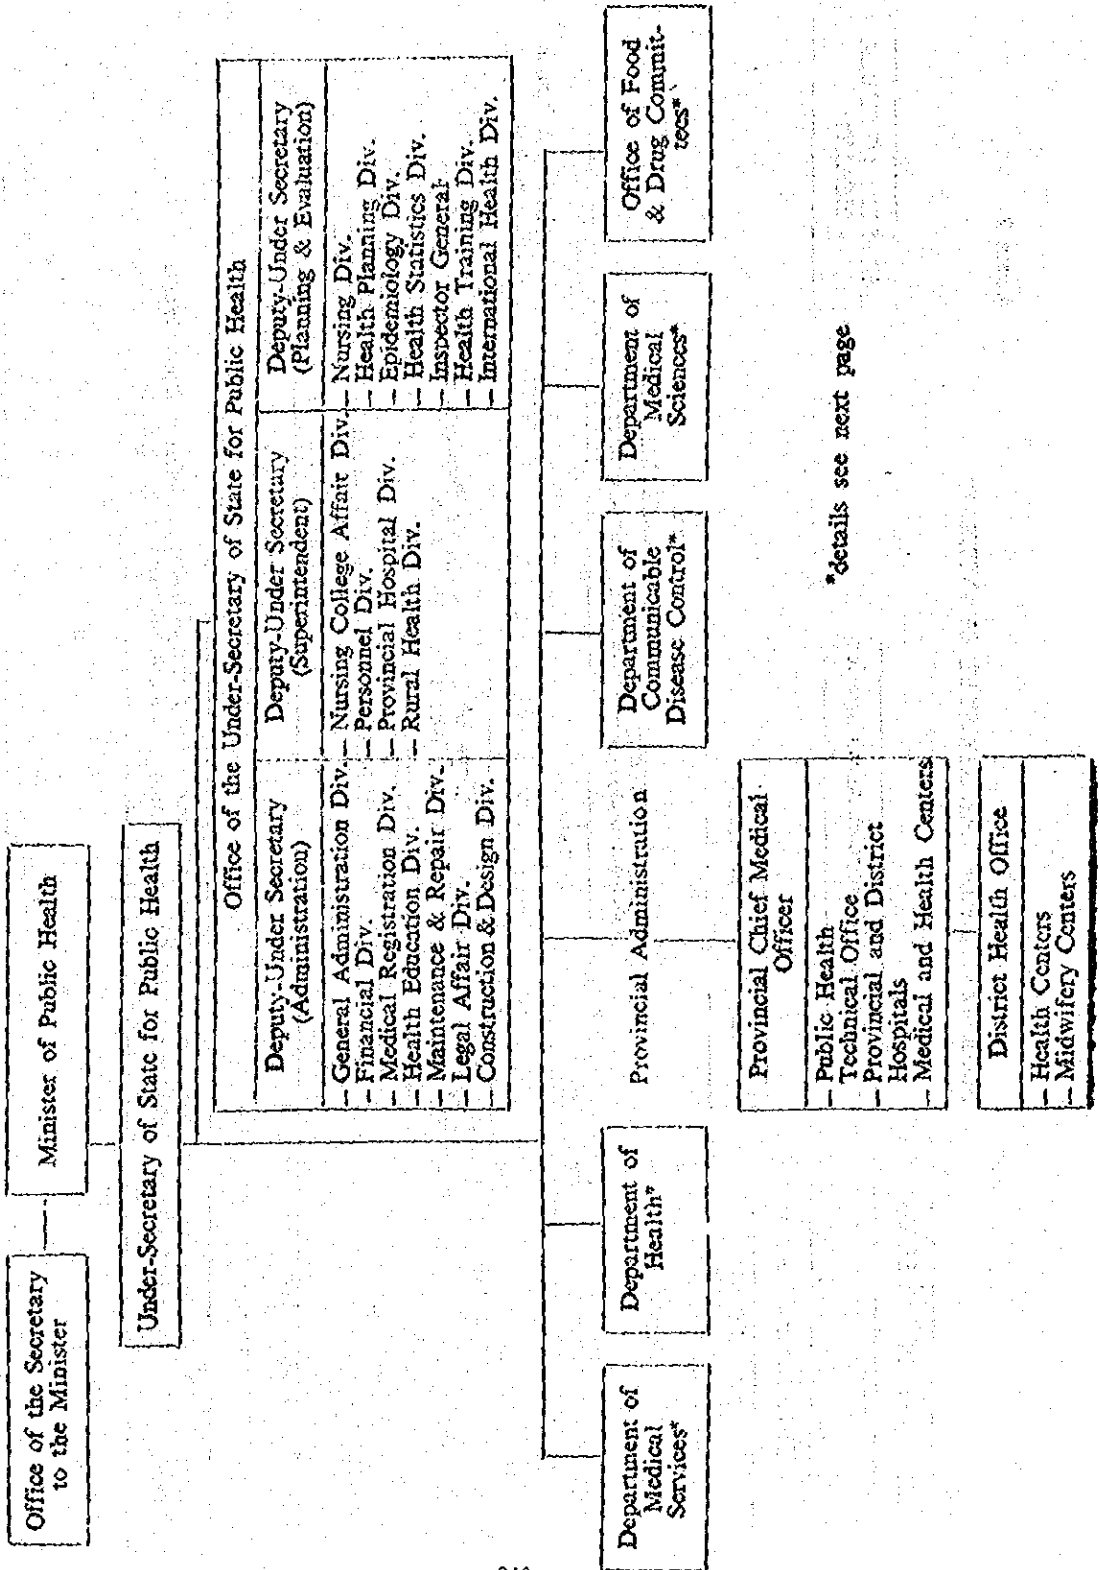 Office of the Secretary
to the Minister
Minister of Public Health
Under-Secretary of State for Public Health
Office of the Under-Secretary of State for Public Health
Deputy-Under Secretary
(Administration)
– General Administration Div.
– Financial Div.
– Medical Registration Div.
– Health Education Div.
– Maintenance & Repair Div.
– Legal Affair Div.
– Construction & Design Div.
Deputy-Under Secretary
(Superintendent)
– Nursing College Affair Div.
– Personnel Div.
– Provincial Hospital Div.
– Rural Health Div.
Deputy-Under Secretary
(Planning & Evaluation)
– Nursing Div.
– Health Planning Div.
– Epidemiology Div.
– Health Statistics Div.
– Inspector General
– Health Training Div.
– International Health Div.
Department of
Medical
Services*
Department of
Health*
Provincial Administration
Department of
Communicable
Disease Control*
Department of
Medical
Sciences*
Office of Food
& Drug Commit-
tees*
Provincial Chief Medical
Officer
– Public Health
Technical Office
– Provincial and District
Hospitals
– Medical and Health Centers
District Health Office
– Health Centers
– Midwifery Centers
*details see next page